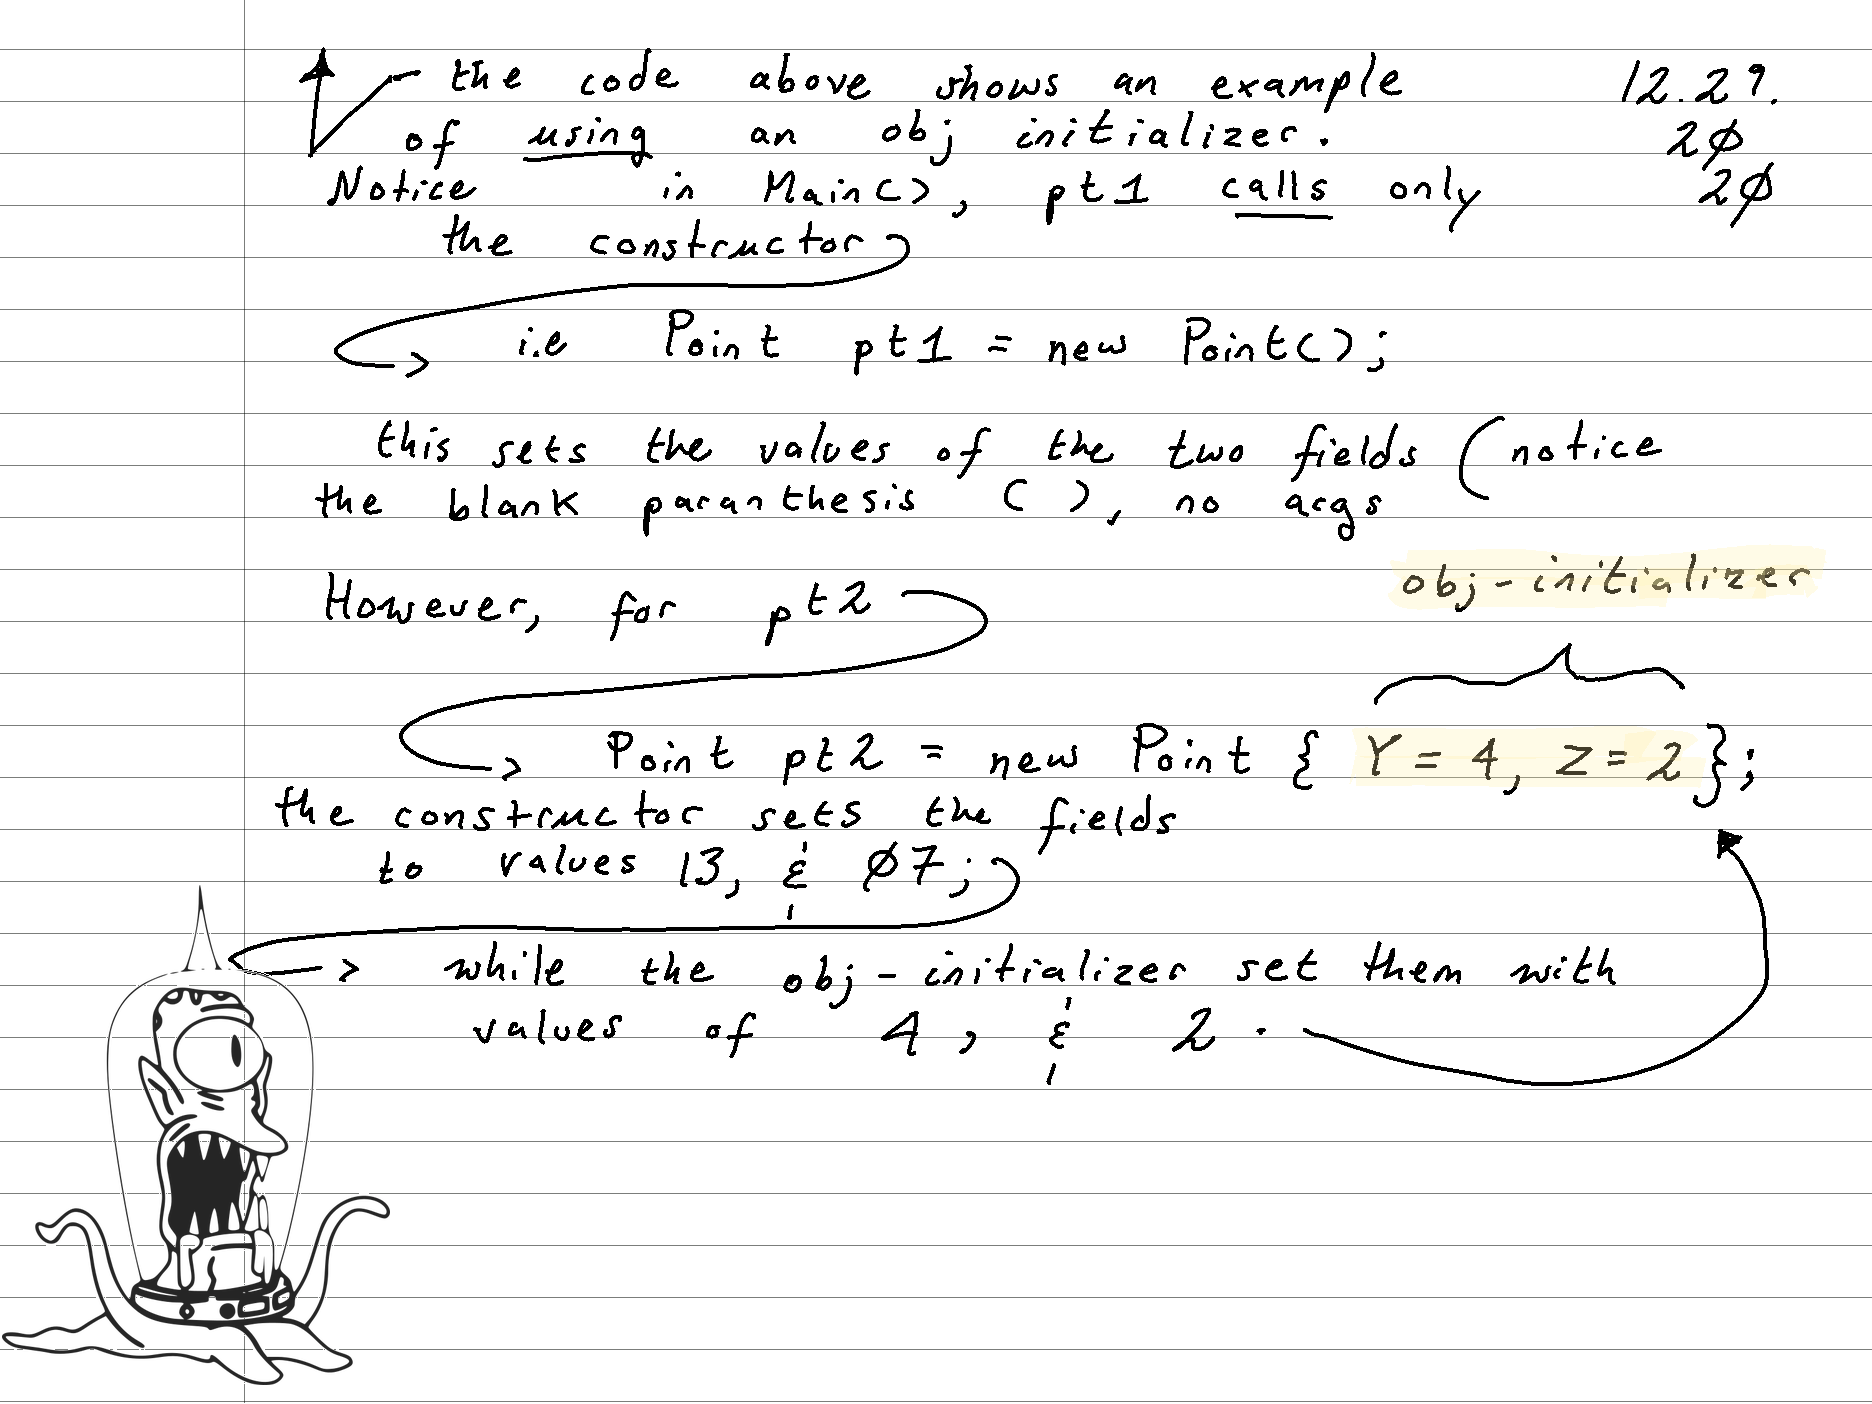 the code above shows an example
12.29.
of using an obj initializer.
2Ø
Notice in Main(), pt1 calls only
2Ø
the constructor
i.e Point pt1 = new Point();
this sets the values of the two fields (notice
the blank paranthesis ( ), no args
obj-initializer
However, for pt2
Point pt2 = new Point { Y = 4, Z = 2 };
the constructor sets the fields
to values 13, & Ø7;
while the obj-initializer set them with
values of 4, & 2.